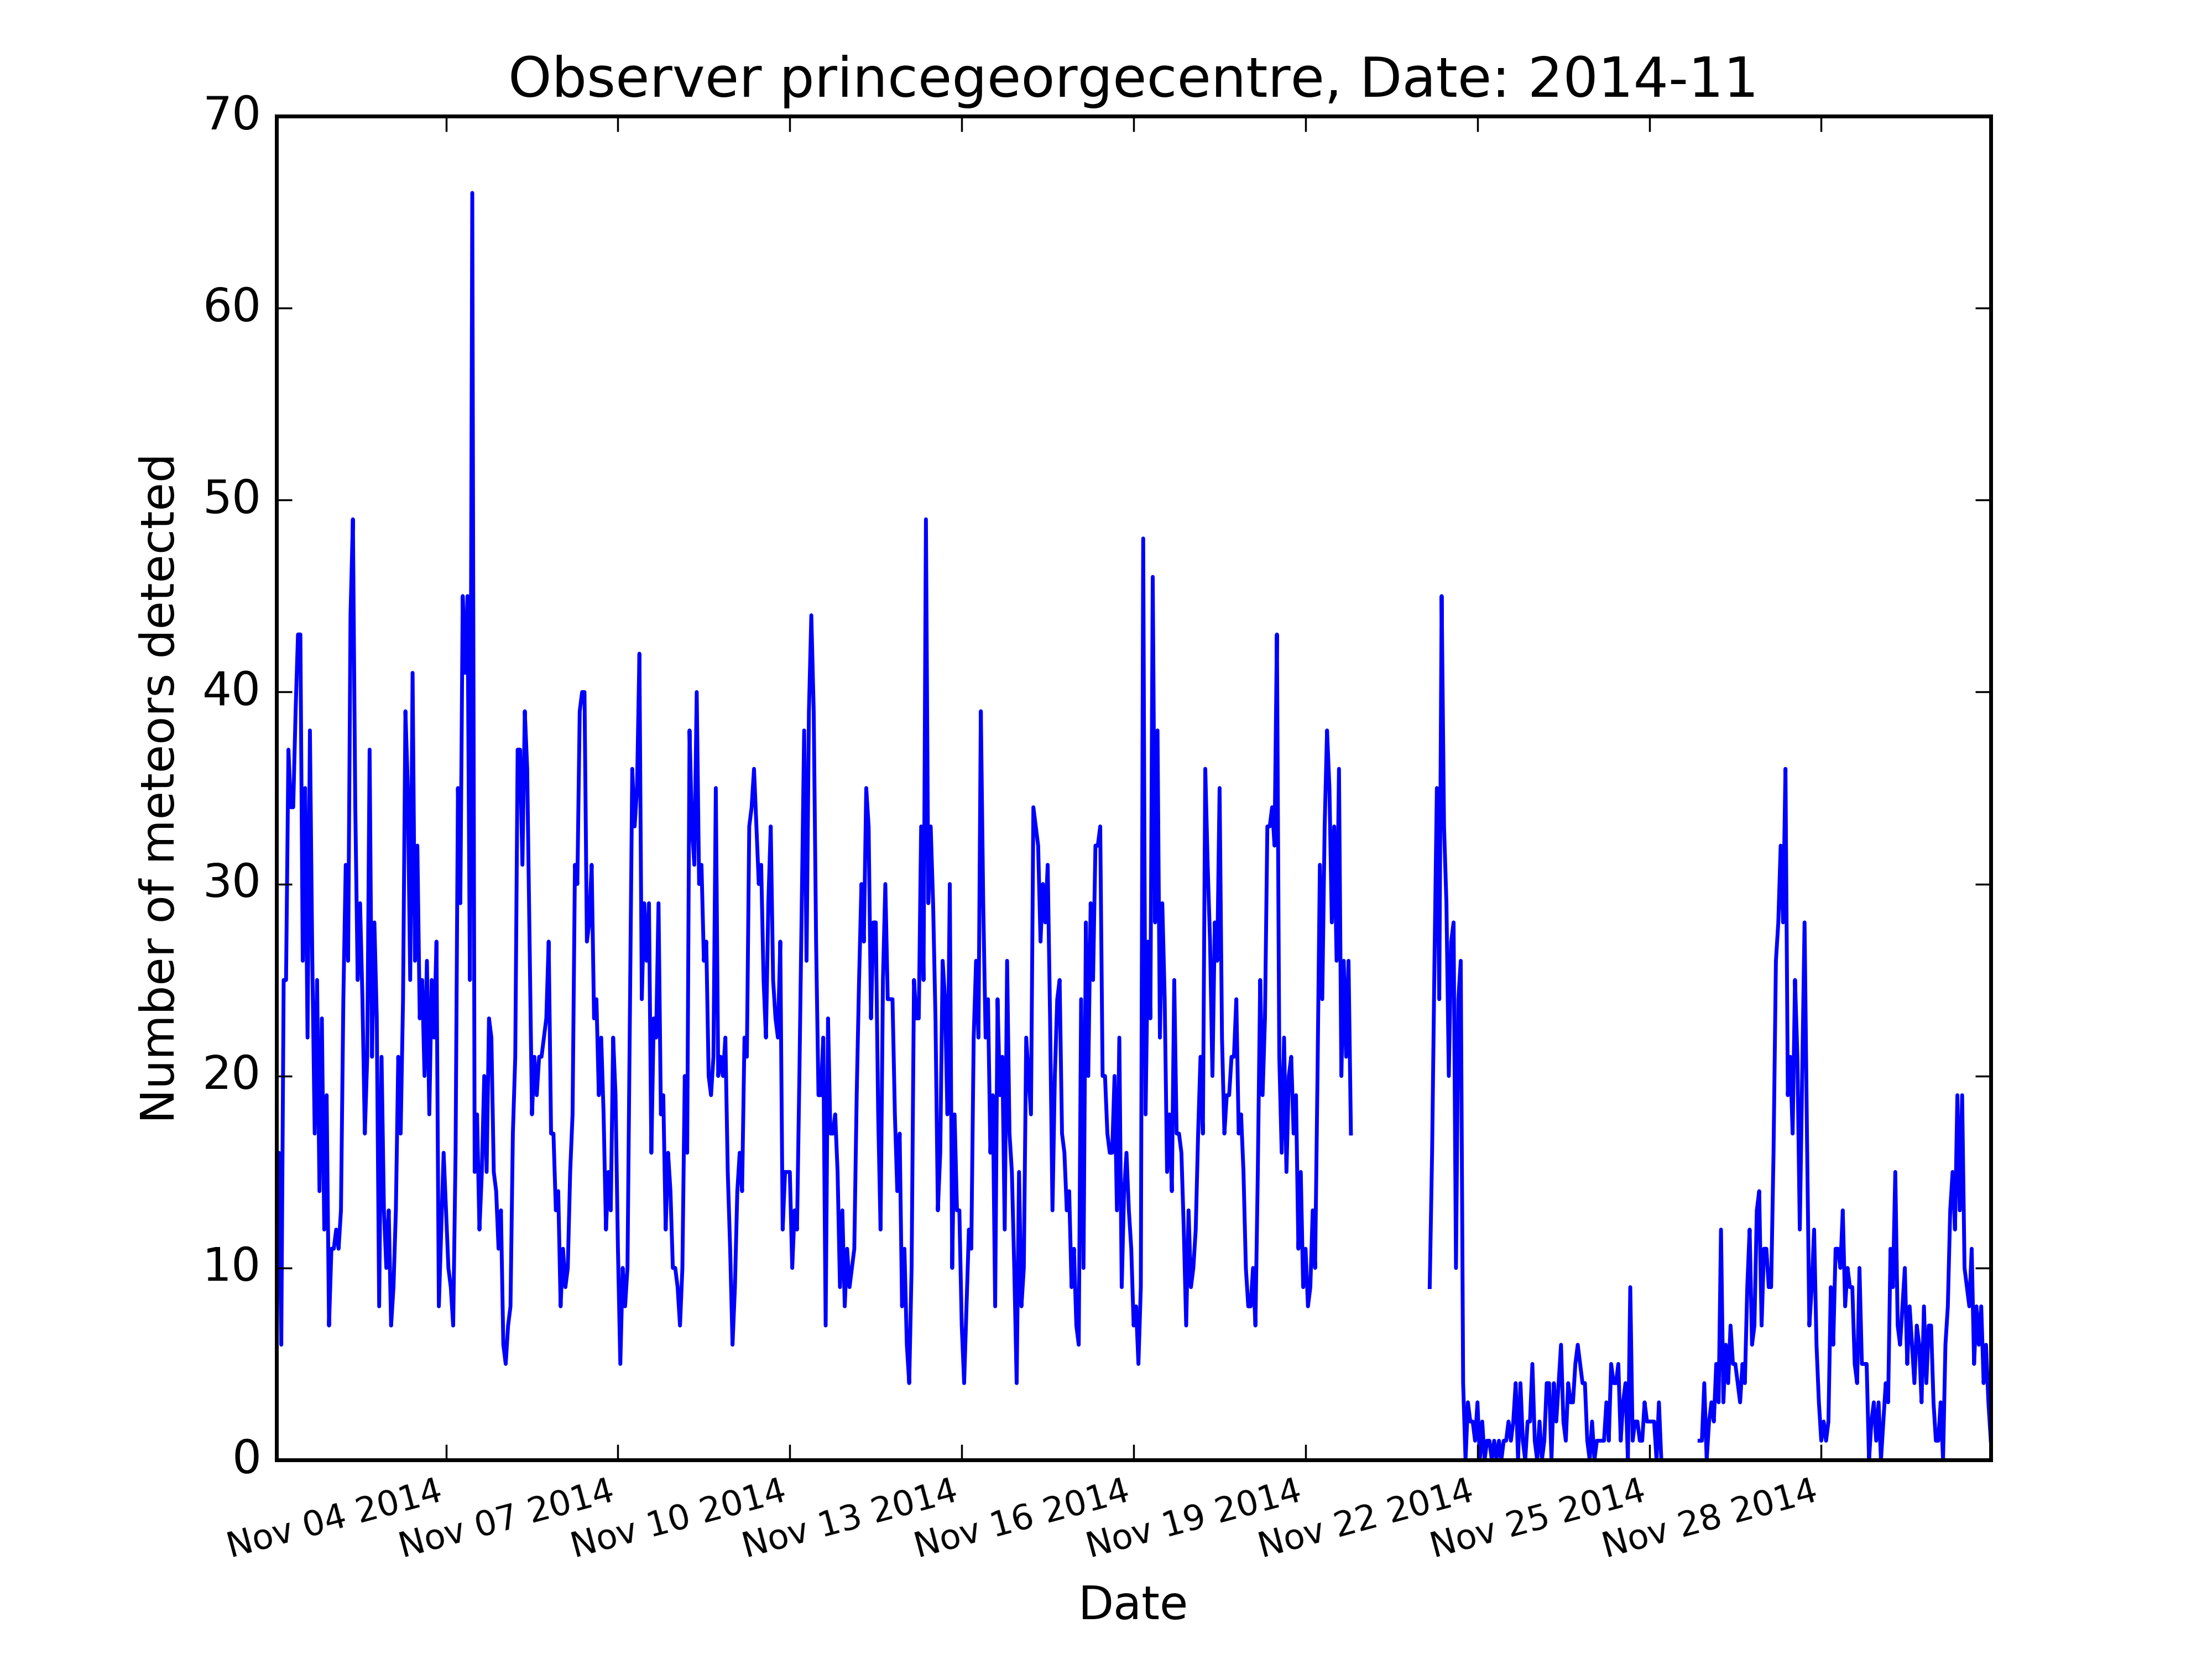 Observer princegeorgecentre, Date: 2014-11
70
60
50
40
30
20
10
0
Number of meteors detected
Nov 04 2014
Nov 07 2014
Nov 10 2014
Nov 13 2014
Nov 16 2014
Nov 19 2014
Nov 22 2014
Nov 25 2014
Nov 28 2014
Date